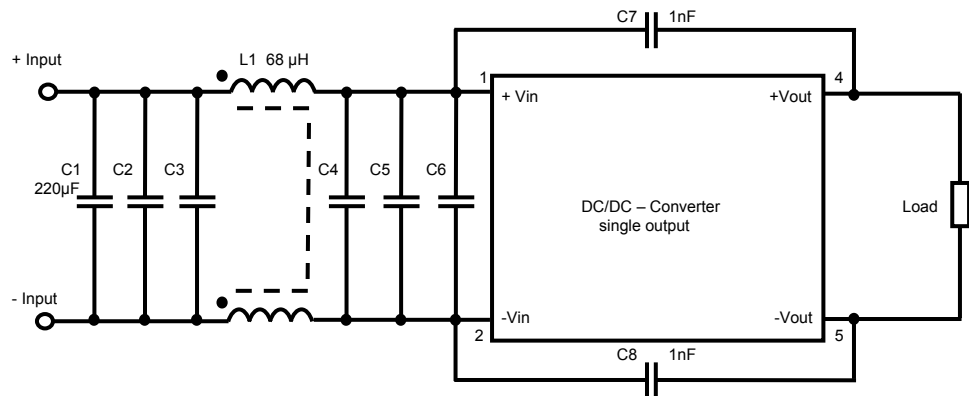 C7 1nF
+ Input
L1 68 µH
1
4
+ Vin
+Vout
C1
220µF
C2
C3
C4
C5
C6
DC/DC – Converter
single output
Load
- Input
-Vin
-Vout
2
5
C8 1nF